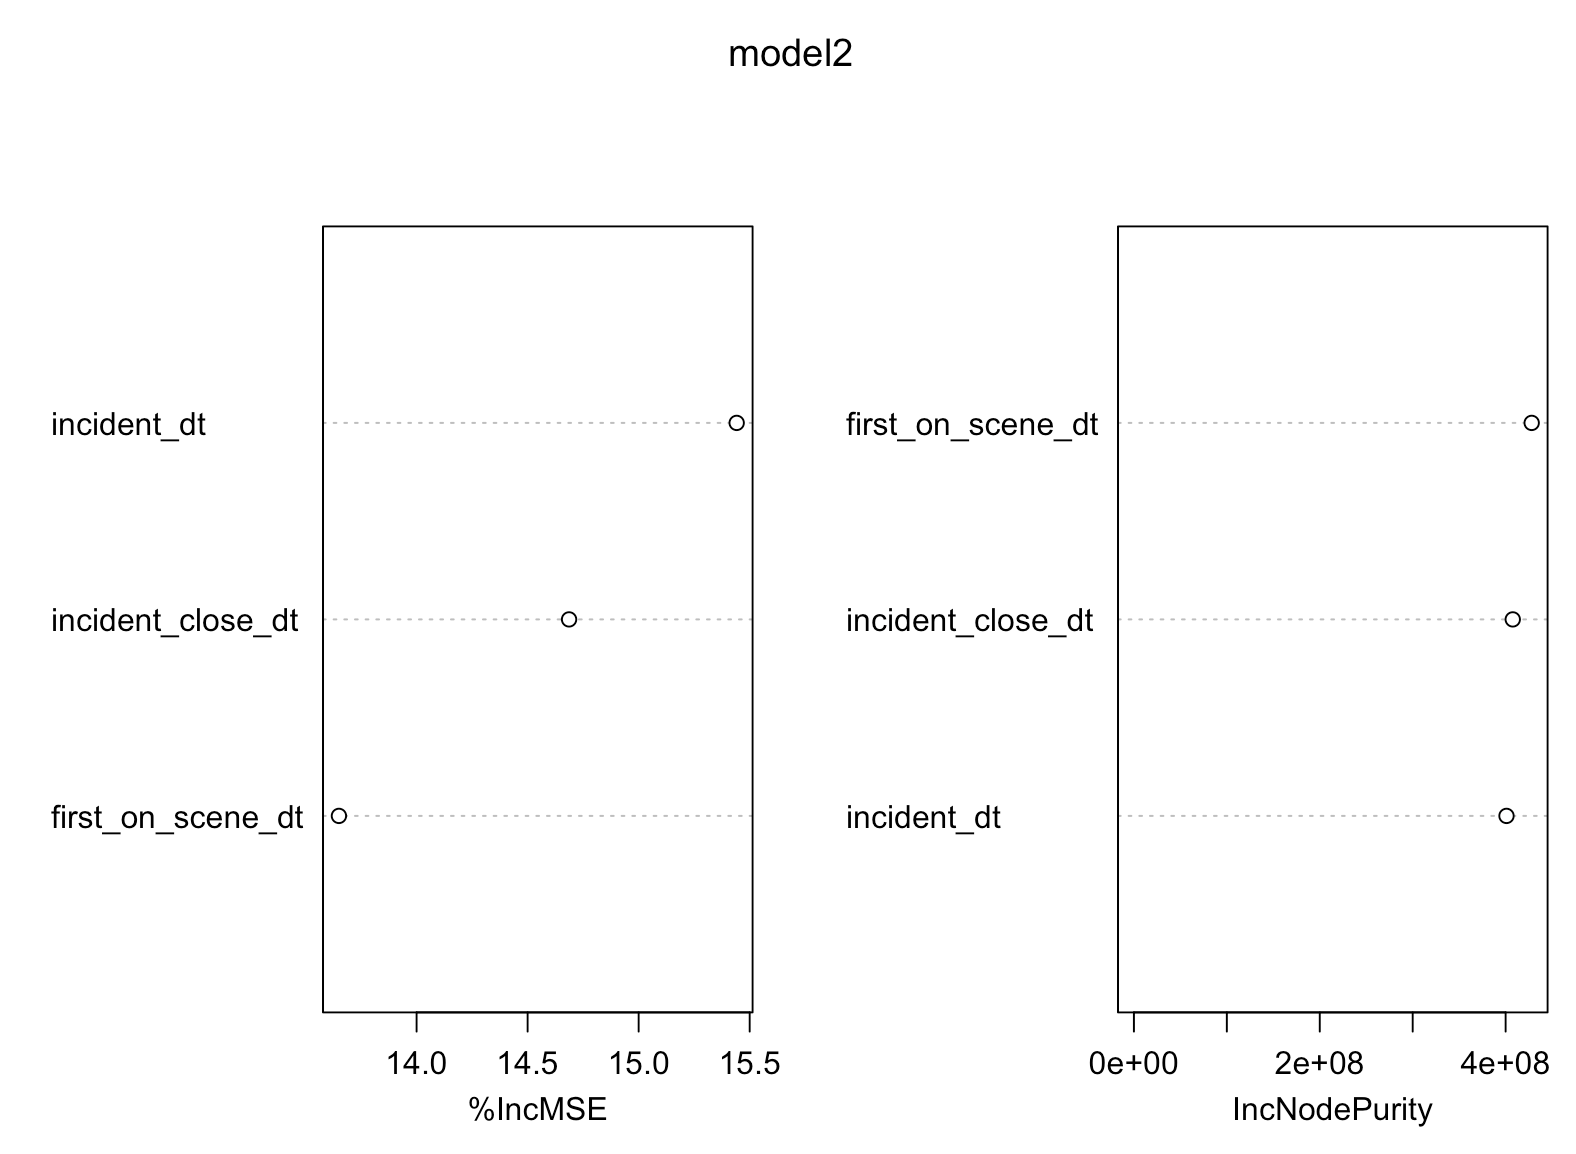 model2
incident_dt
incident_close_dt
first_on_scene_dt
14.0 14.5 15.0 15.5
%IncMSE
first_on_scene_dt
incident_close_dt
incident_dt
0e+00 2e+08 4e+08
IncNodePurity